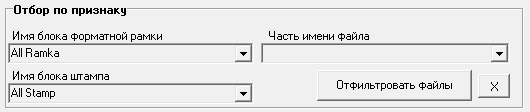 Отбор по признаку
Имя блока форматной рамки
Часть имени файла
All Ramka
Имя блока штампа
All Stamp
Отфильтровать файлы
X